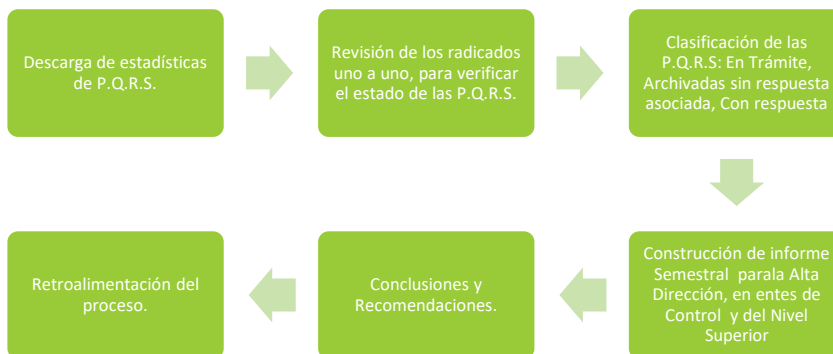 Descarga de estadísticas
de P.Q.R.S.
Revisión de los radicados
uno a uno, para verificar
el estado de las P.Q.R.S.
Clasificación de las
P.Q.R.S: En Trámite,
Archivadas sin respuesta
asociada, Con respuesta
Construcción de informe
Semestral  parala Alta
Dirección, en entes de
Control  y del Nivel
Superior
Conclusiones y
Recomendaciones.
Retroalimentación del
proceso.